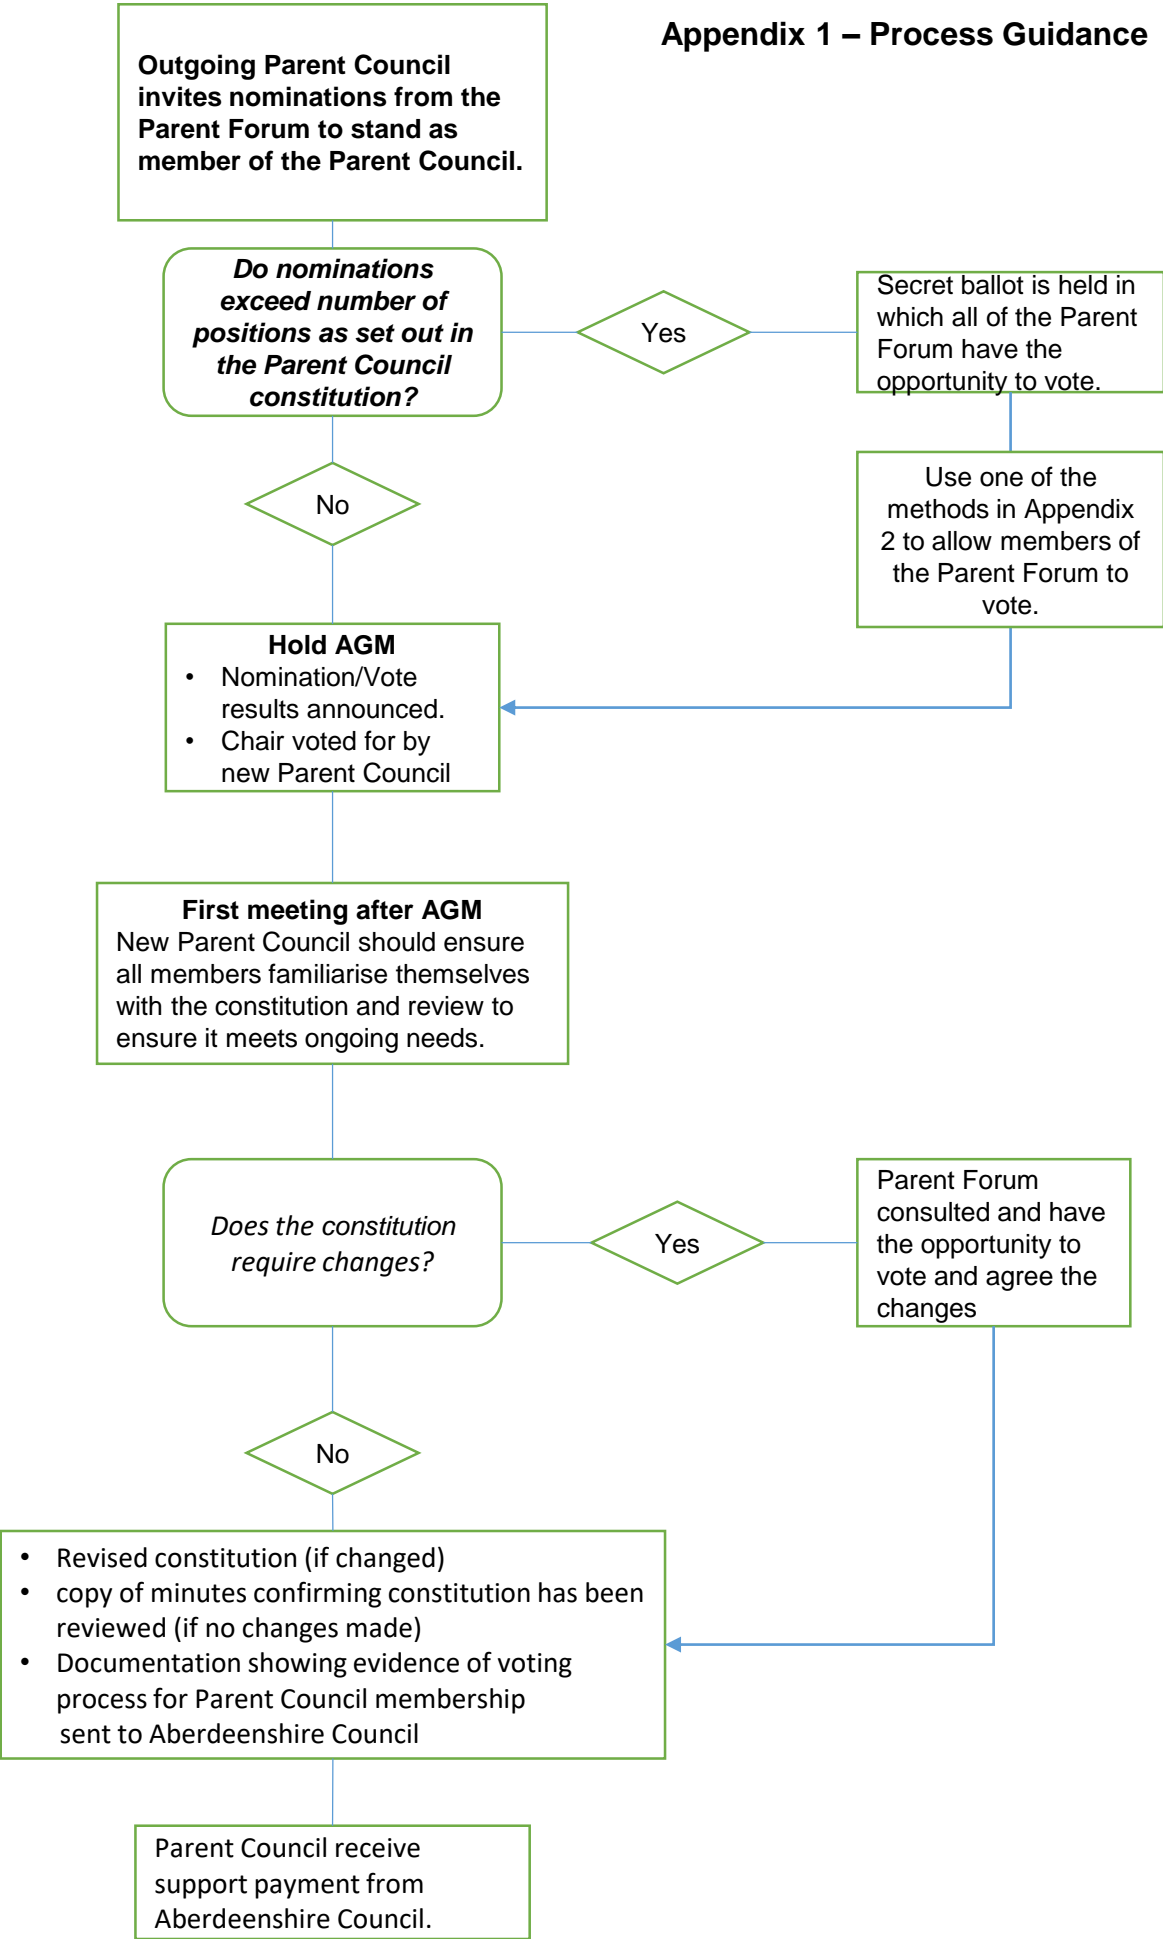 Appendix 1 – Process Guidance
Outgoing Parent Council
invites nominations from the
Parent Forum to stand as
member of the Parent Council.
Do nominations
exceed number of
positions as set out in
the Parent Council
constitution?
Yes
Secret ballot is held in
which all of the Parent
Forum have the
opportunity to vote.
Use one of the
methods in Appendix
2 to allow members of
the Parent Forum to
vote.
No
Hold AGM
• Nomination/Vote
results announced.
• Chair voted for by
new Parent Council
First meeting after AGM
New Parent Council should ensure
all members familiarise themselves
with the constitution and review to
ensure it meets ongoing needs.
Does the constitution
require changes?
Yes
Parent Forum
consulted and have
the opportunity to
vote and agree the
changes
No
• Revised constitution (if changed)
• copy of minutes confirming constitution has been
reviewed (if no changes made)
• Documentation showing evidence of voting
process for Parent Council membership
sent to Aberdeenshire Council
Parent Council receive
support payment from
Aberdeenshire Council.